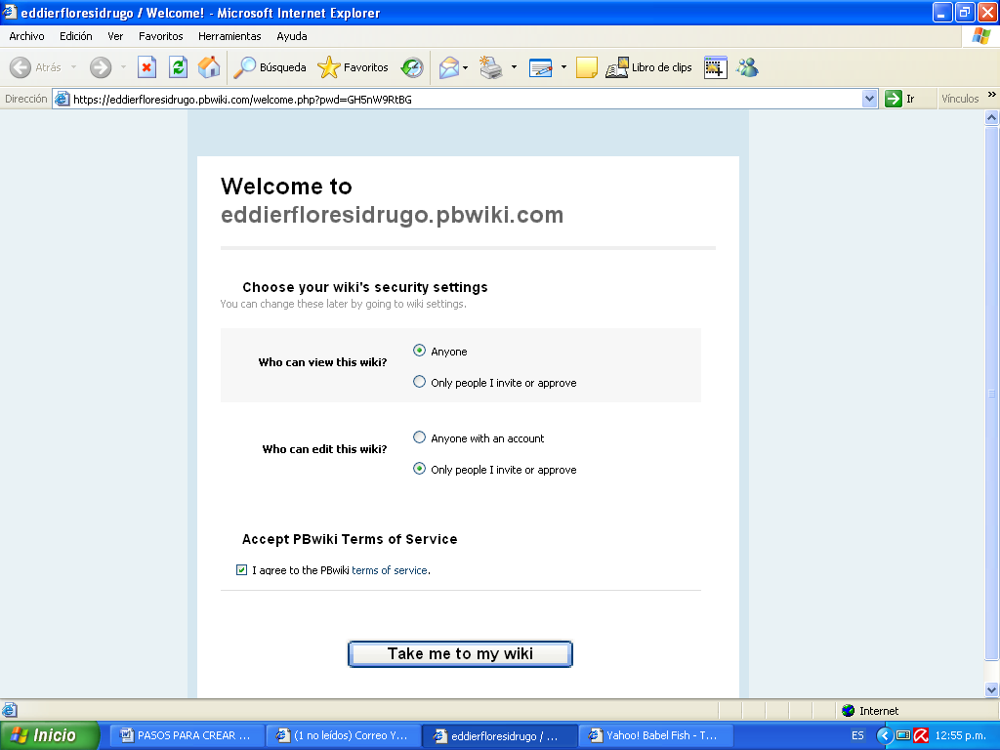 eddierfloresidrugo / Welcome! - Microsoft Internet Explorer
Archivo Edición Ver Favoritos Herramientas Ayuda
Atrás Búsqueda Favoritos Libro de clips
Dirección https://eddierfloresidrugo.pbwiki.com/welcome.php?pwd=GH5nW9RtBG Ir Vínculos »
Welcome to
eddierfloresidrugo.pbwiki.com
Choose your wiki's security settings
You can change these later by going to wiki settings.
Who can view this wiki?
Anyone
Only people I invite or approve
Who can edit this wiki?
Anyone with an account
Only people I invite or approve
Accept PBwiki Terms of Service
I agree to the PBwiki terms of service.
Take me to my wiki
Internet
Inicio PASOS PARA CREAR ... (1 no leídos) Correo Y... eddierfloresidrugo / ... Yahoo! Babel Fish - T... ES 12:55 p.m.